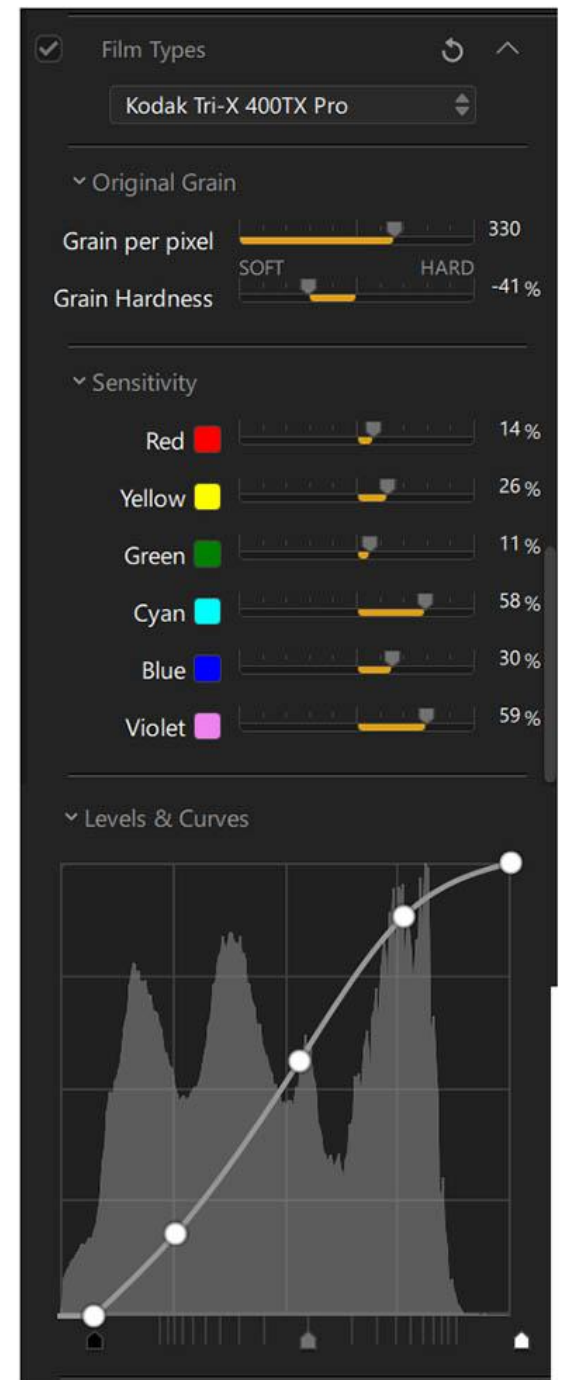 Film Types
Kodak Tri-X 400TX Pro
Original Grain
Grain per pixel 330
SOFT HARD
Grain Hardness -41 %
Sensitivity
Red 14 %
Yellow 26 %
Green 11 %
Cyan 58 %
Blue 30 %
Violet 59 %
Levels & Curves